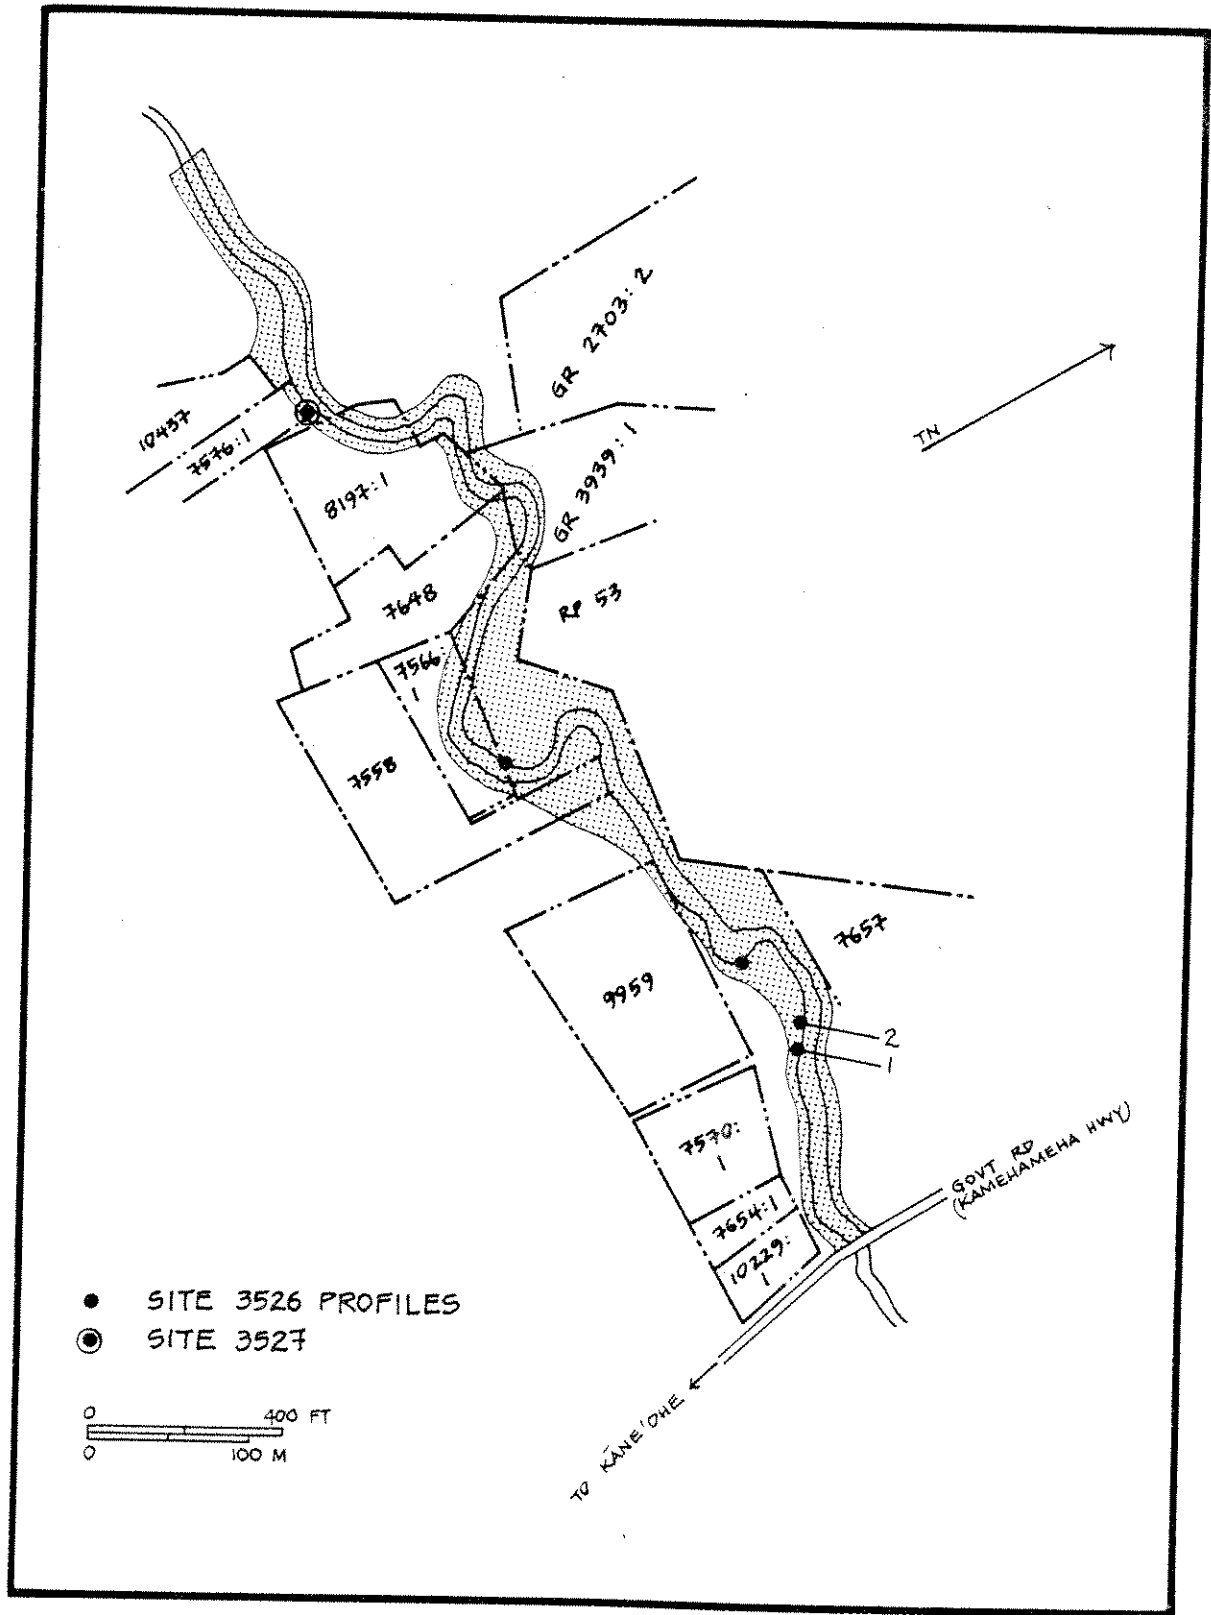 GR 2703:2
TN
10437
7576:1
8197:1
GR 3939:1
7648
RP 53
7566:
1
7558
7657
9959
2
1
7570:
1
GOVT RD
(KAMEHAMEHA HWY)
7654:1
10229:
1
SITE 3526 PROFILES
SITE 3527
0 400 FT
0 100 M
TO KĀNE'OHE